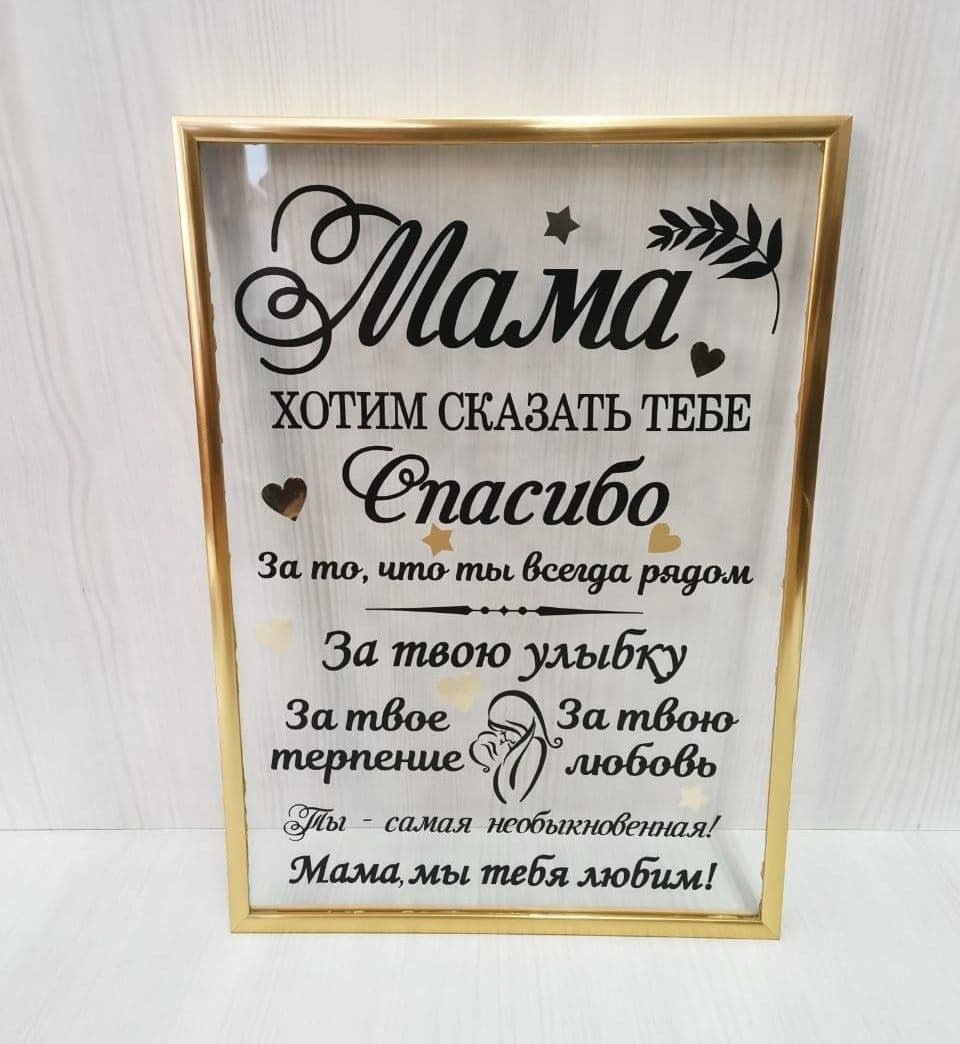 Мама
ХОТИМ СКАЗАТЬ ТЕБЕ
Спасибо
За то, что ты всегда рядом
За твою улыбку
За твое терпение
За твою любовь
Ты - самая необыкновенная!
Мама, мы тебя любим!